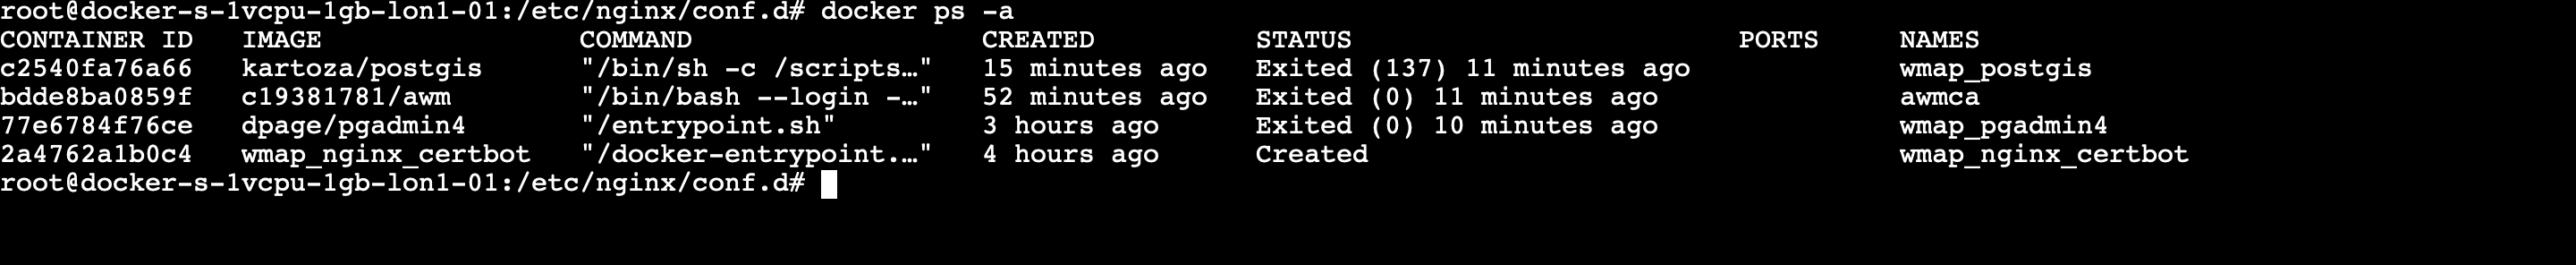 root@docker-s-1vcpu-1gb-lon1-01:/etc/nginx/conf.d# docker ps -a
CONTAINER ID   IMAGE                COMMAND                  CREATED          STATUS                        PORTS     NAMES
c2540fa76a66   kartoza/postgis      "/bin/sh -c /scripts…"   15 minutes ago   Exited (137) 11 minutes ago             wmap_postgis
bdde8ba0859f   c19381781/awm        "/bin/bash --login -…"   52 minutes ago   Exited (0) 11 minutes ago               awmca
77e6784f76ce   dpage/pgadmin4       "/entrypoint.sh"         3 hours ago      Exited (0) 10 minutes ago               wmap_pgadmin4
2a4762a1b0c4   wmap_nginx_certbot   "/docker-entrypoint.…"   4 hours ago      Created                                 wmap_nginx_certbot
root@docker-s-1vcpu-1gb-lon1-01:/etc/nginx/conf.d#